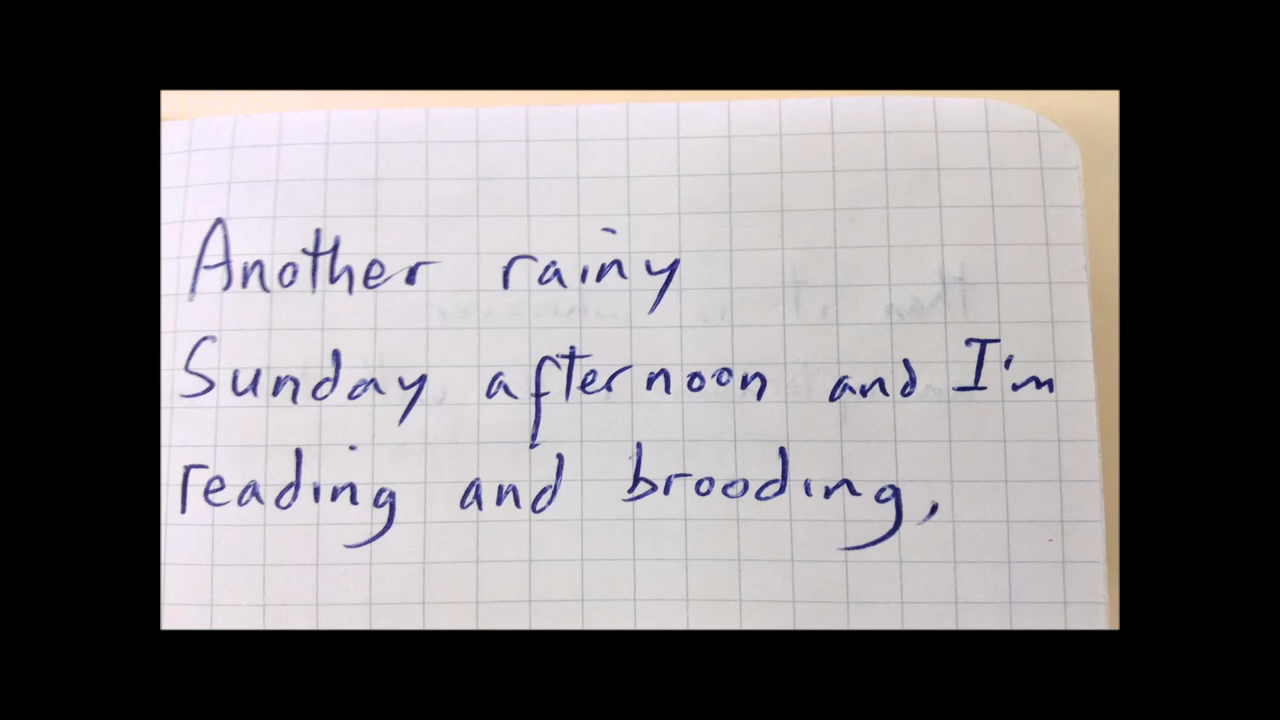 Another rainy
Sunday afternoon and I'm
reading and brooding,